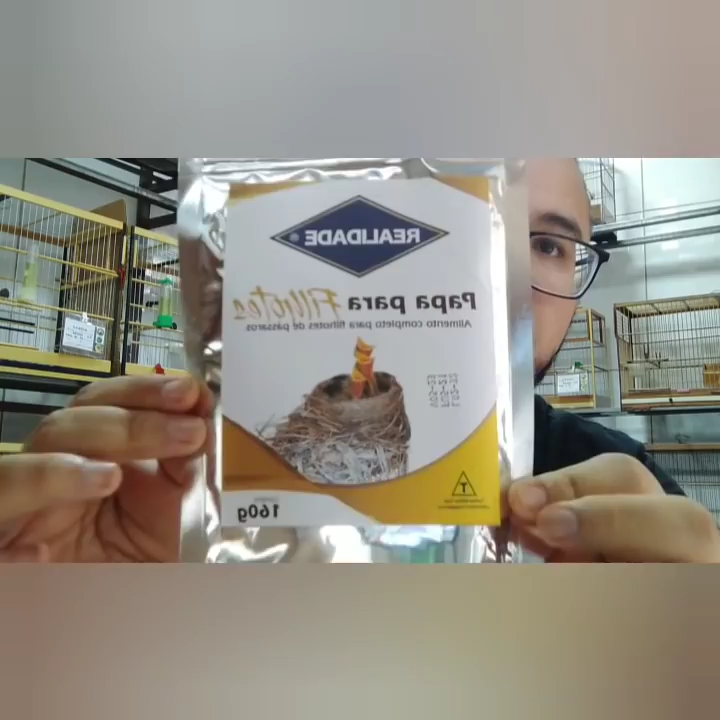 REALIDADE ®
Papa para Filhotes
Alimento completo para filhotes de pássaros
T
160g